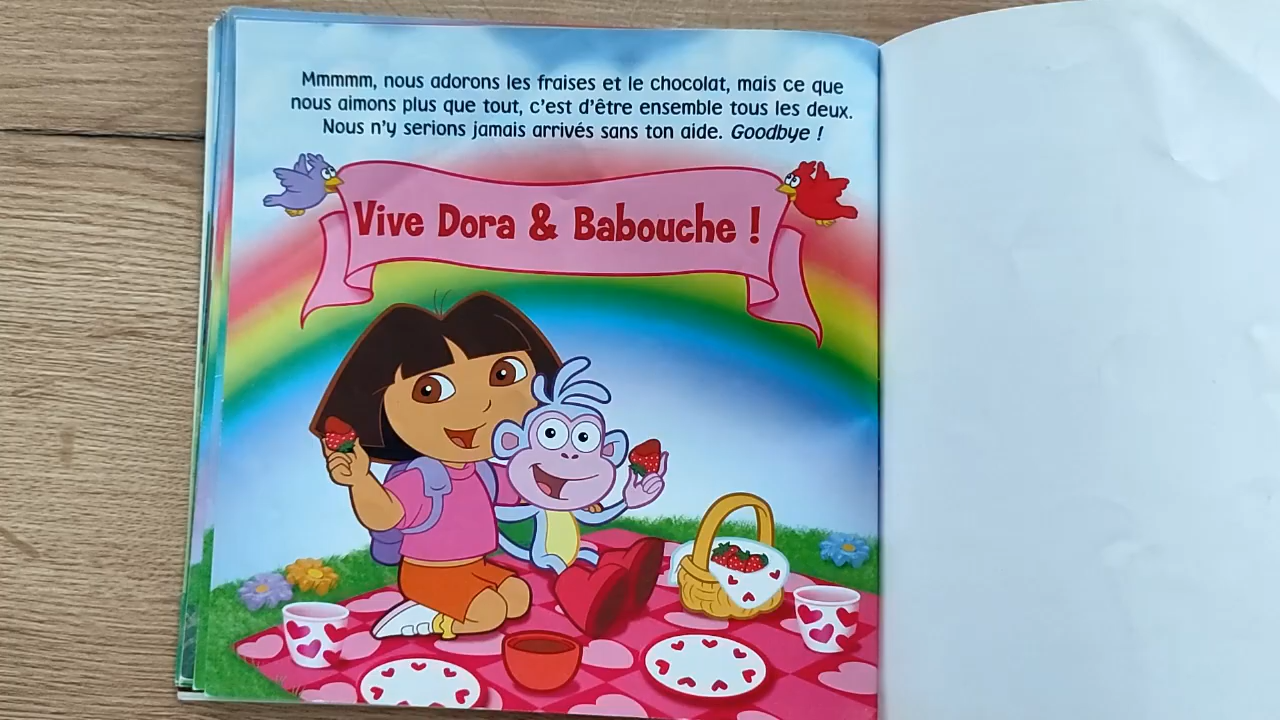 Mmmmm, nous adorons les fraises et le chocolat, mais ce que
nous aimons plus que tout, c'est d'être ensemble tous les deux.
Nous n'y serions jamais arrivés sans ton aide. Goodbye !
Vive Dora & Babouche !